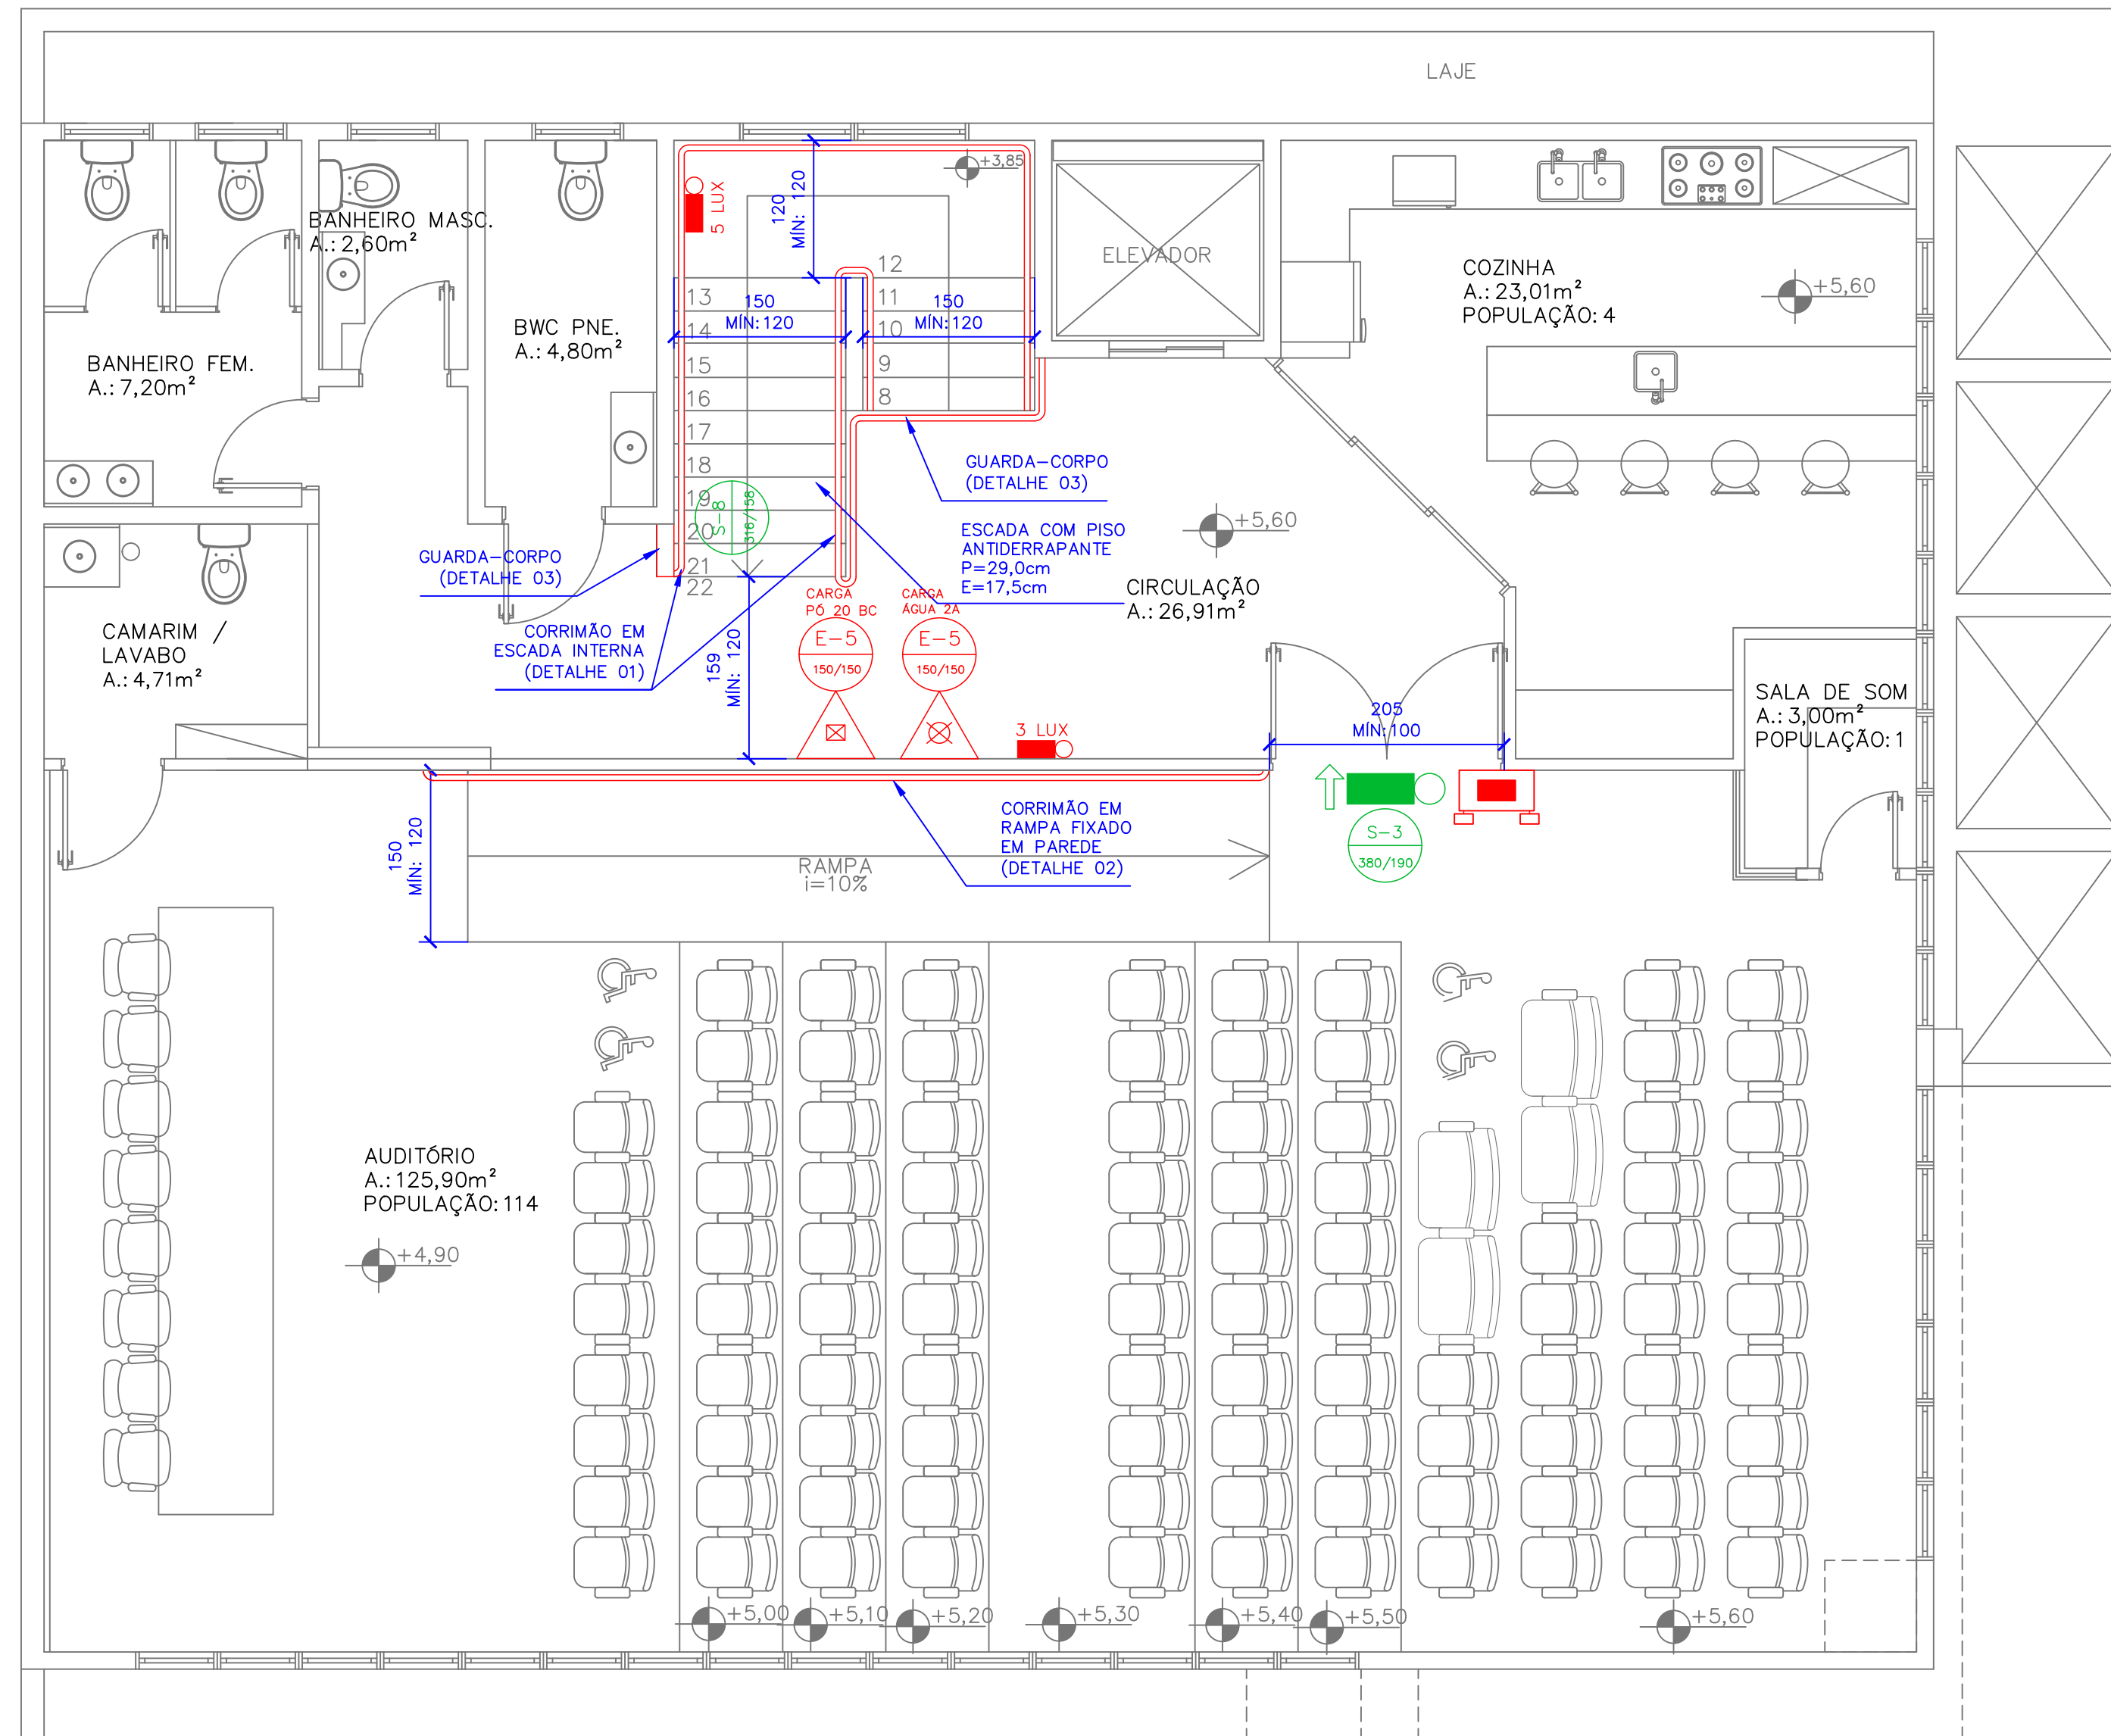 LAJE
+3,85
5 LUX
120
MÍN: 120
BANHEIRO MASC.
A.: 2,60m²
ELEVADOR
COZINHA
A.: 23,01m²
POPULAÇÃO: 4
+5,60
12
13
11
150
MÍN:120
150
MÍN:120
14
10
BWC PNE.
A.: 4,80m²
15
9
BANHEIRO FEM.
A.: 7,20m²
16
8
17
18
19
20
21
22
S-8
316/158
GUARDA-CORPO
(DETALHE 03)
+5,60
ESCADA COM PISO
ANTIDERRAPANTE
P=29,0cm
E=17,5cm
GUARDA-CORPO
(DETALHE 03)
CIRCULAÇÃO
A.: 26,91m²
CARGA
PÓ 20 BC
CARGA
ÁGUA 2A
E-5
150/150
E-5
150/150
CORRIMÃO EM
ESCADA INTERNA
(DETALHE 01)
159
MÍN: 120
CAMARIM /
LAVABO
A.: 4,71m²
3 LUX
205
MÍN:100
SALA DE SOM
A.: 3,00m²
POPULAÇÃO: 1
150
MÍN: 120
CORRIMÃO EM
RAMPA FIXADO
EM PAREDE
(DETALHE 02)
S-3
380/190
RAMPA
i=10%
AUDITÓRIO
A.: 125,90m²
POPULAÇÃO: 114
+4,90
+5,00
+5,10
+5,20
+5,30
+5,40
+5,50
+5,60